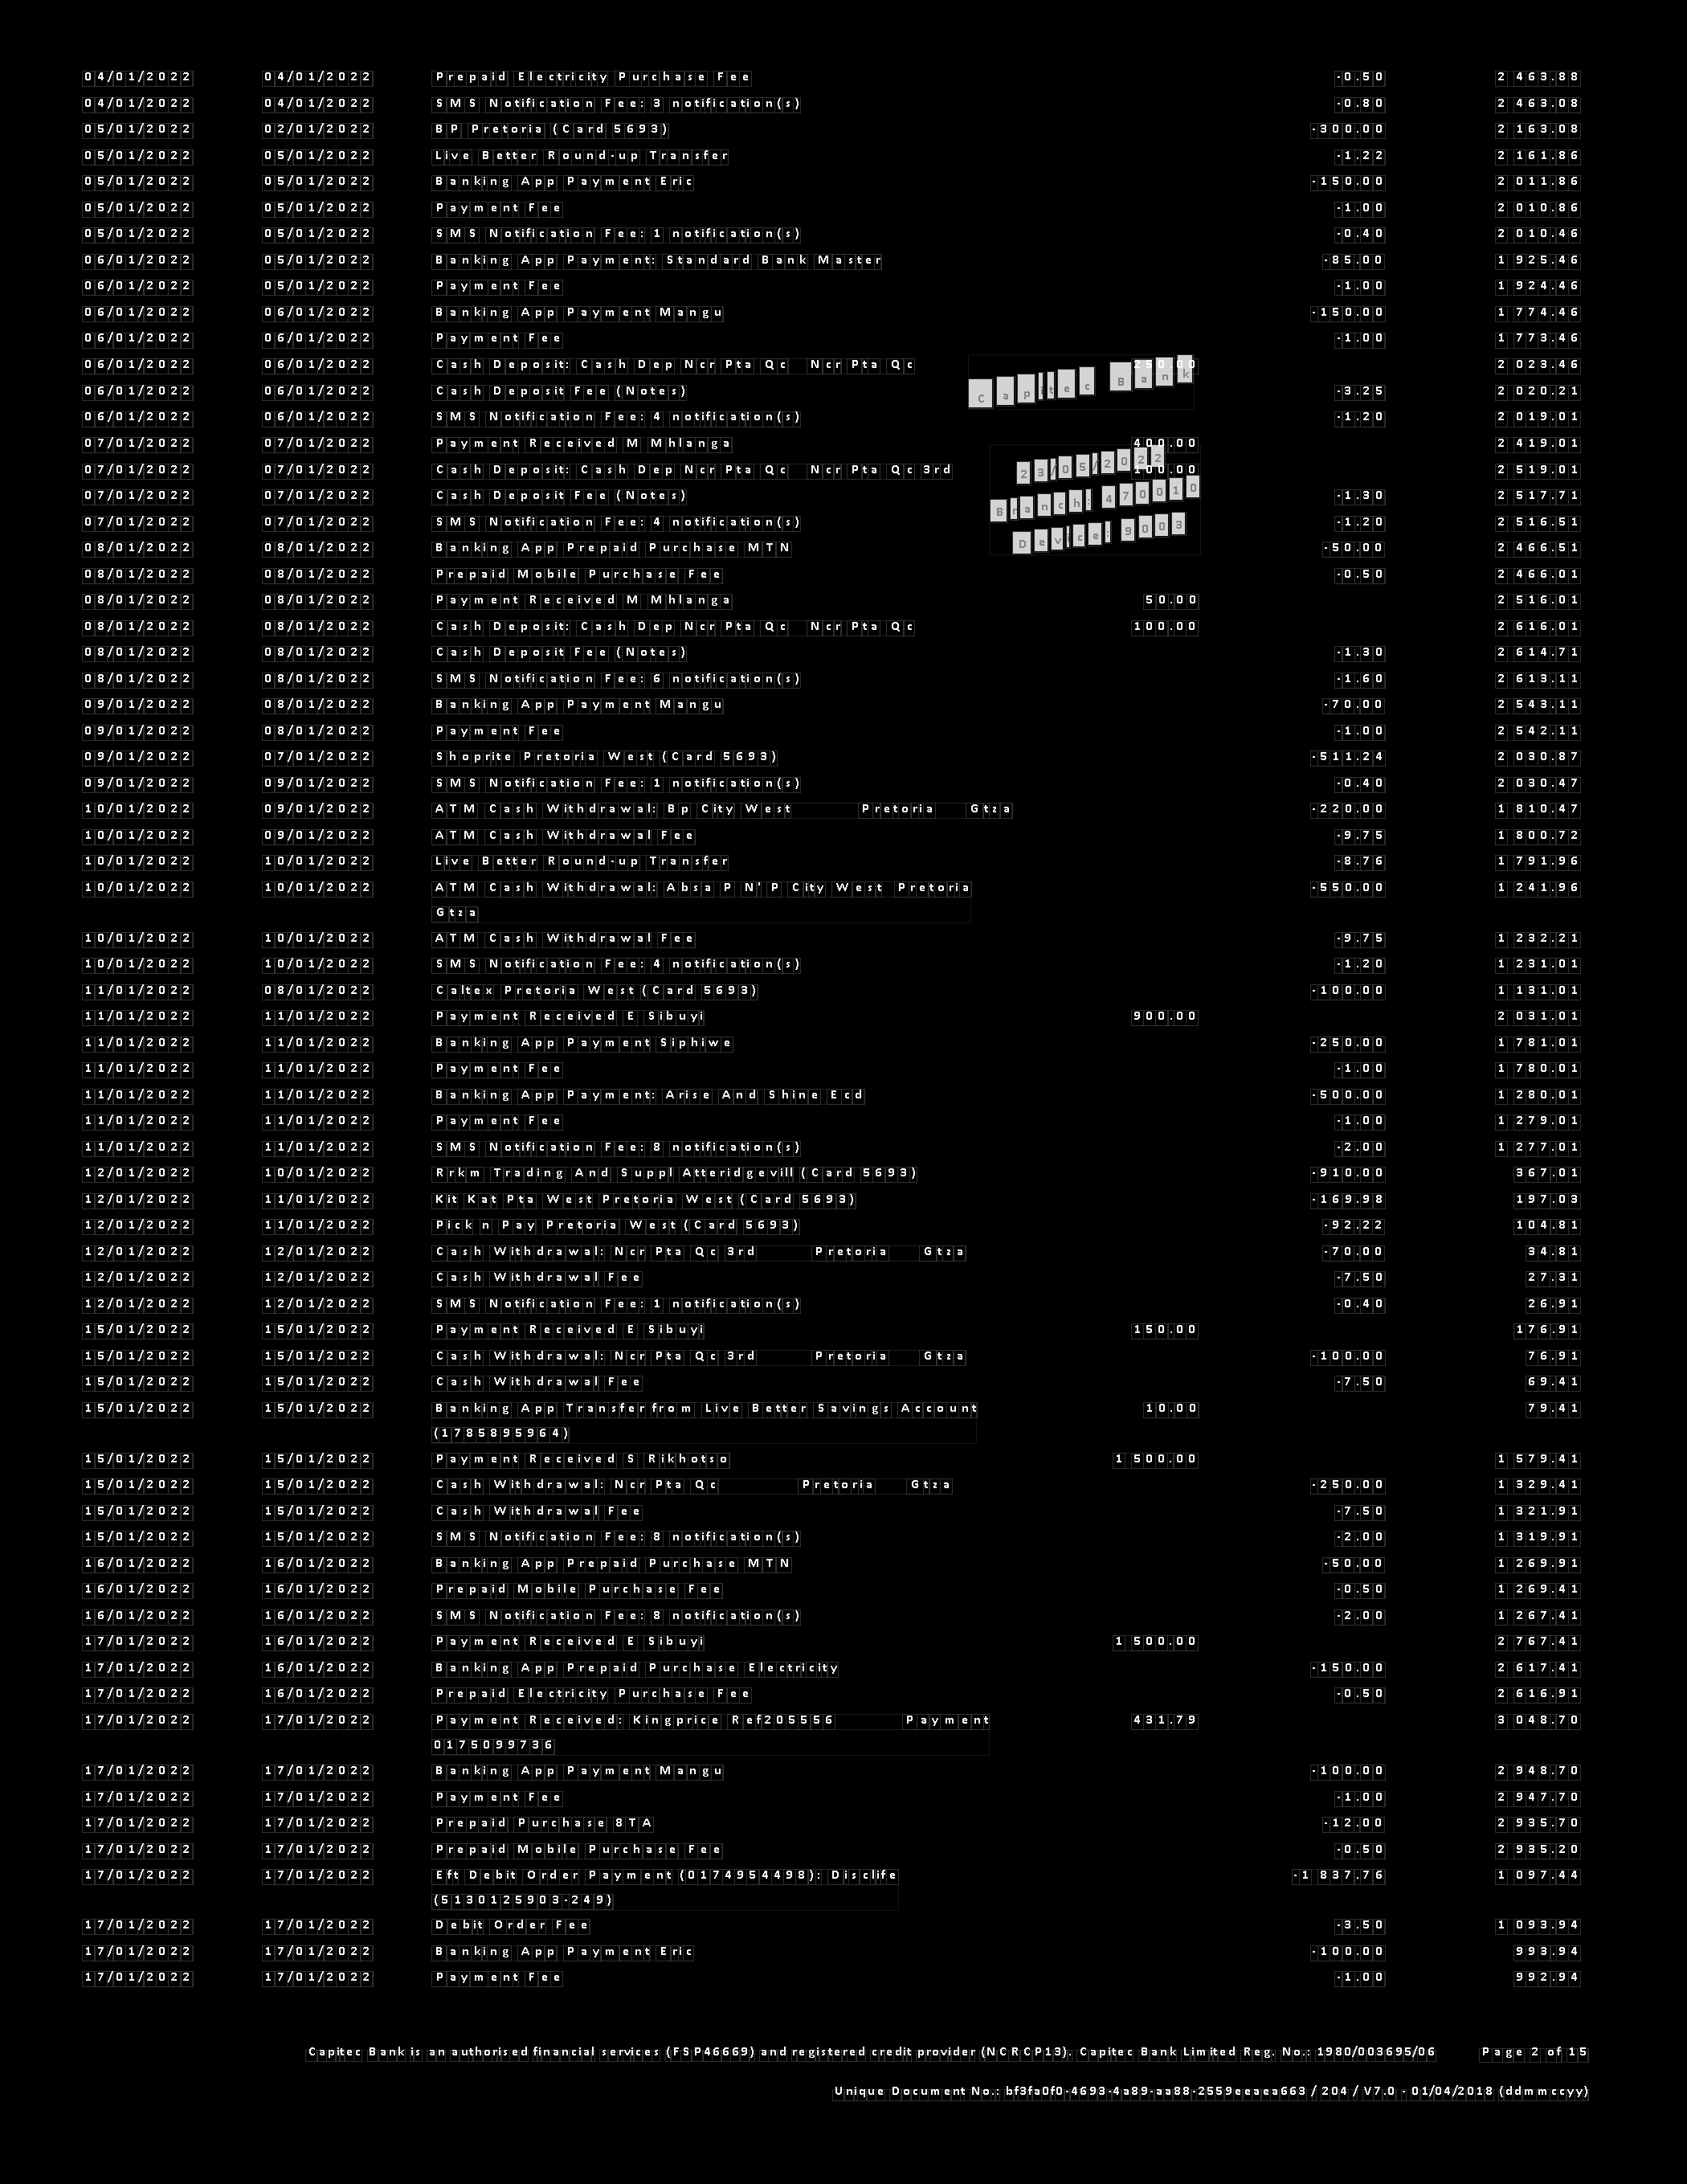 04/01/2022 04/01/2022 Prepaid Electricity Purchase Fee -0.50 2 463.88
04/01/2022 04/01/2022 SMS Notification Fee: 3 notification(s) -0.80 2 463.08
05/01/2022 02/01/2022 BP Pretoria (Card 5693) -300.00 2 163.08
05/01/2022 05/01/2022 Live Better Round-up Transfer -1.22 2 161.86
05/01/2022 05/01/2022 Banking App Payment Eric -150.00 2 011.86
05/01/2022 05/01/2022 Payment Fee -1.00 2 010.86
05/01/2022 05/01/2022 SMS Notification Fee: 1 notification(s) -0.40 2 010.46
06/01/2022 05/01/2022 Banking App Payment: Standard Bank Master -85.00 1 925.46
06/01/2022 05/01/2022 Payment Fee -1.00 1 924.46
06/01/2022 06/01/2022 Banking App Payment Mangu -150.00 1 774.46
06/01/2022 06/01/2022 Payment Fee -1.00 1 773.46
06/01/2022 06/01/2022 Cash Deposit: Cash Dep Ncr Pta Qc Ncr Pta Qc 250.00 2 023.46
Capitec Bank
06/01/2022 06/01/2022 Cash Deposit Fee (Notes) -3.25 2 020.21
06/01/2022 06/01/2022 SMS Notification Fee: 4 notification(s) -1.20 2 019.01
07/01/2022 07/01/2022 Payment Received M Mhlanga 400.00 2 419.01
23/05/2022
07/01/2022 07/01/2022 Cash Deposit: Cash Dep Ncr Pta Qc Ncr Pta Qc 3rd 100.00 2 519.01
07/01/2022 07/01/2022 Cash Deposit Fee (Notes) -1.30 2 517.71
Branch: 470010
07/01/2022 07/01/2022 SMS Notification Fee: 4 notification(s) -1.20 2 516.51
Device: 9003
08/01/2022 08/01/2022 Banking App Prepaid Purchase MTN -50.00 2 466.51
08/01/2022 08/01/2022 Prepaid Mobile Purchase Fee -0.50 2 466.01
08/01/2022 08/01/2022 Payment Received M Mhlanga 50.00 2 516.01
08/01/2022 08/01/2022 Cash Deposit: Cash Dep Ncr Pta Qc Ncr Pta Qc 100.00 2 616.01
08/01/2022 08/01/2022 Cash Deposit Fee (Notes) -1.30 2 614.71
08/01/2022 08/01/2022 SMS Notification Fee: 6 notification(s) -1.60 2 613.11
09/01/2022 08/01/2022 Banking App Payment Mangu -70.00 2 543.11
09/01/2022 08/01/2022 Payment Fee -1.00 2 542.11
09/01/2022 07/01/2022 Shoprite Pretoria West (Card 5693) -511.24 2 030.87
09/01/2022 09/01/2022 SMS Notification Fee: 1 notification(s) -0.40 2 030.47
10/01/2022 09/01/2022 ATM Cash Withdrawal: Bp City West Pretoria Gtza -220.00 1 810.47
10/01/2022 09/01/2022 ATM Cash Withdrawal Fee -9.75 1 800.72
10/01/2022 10/01/2022 Live Better Round-up Transfer -8.76 1 791.96
10/01/2022 10/01/2022 ATM Cash Withdrawal: Absa P N' P City West Pretoria -550.00 1 241.96
Gtza
10/01/2022 10/01/2022 ATM Cash Withdrawal Fee -9.75 1 232.21
10/01/2022 10/01/2022 SMS Notification Fee: 4 notification(s) -1.20 1 231.01
11/01/2022 08/01/2022 Caltex Pretoria West (Card 5693) -100.00 1 131.01
11/01/2022 11/01/2022 Payment Received E Sibuyi 900.00 2 031.01
11/01/2022 11/01/2022 Banking App Payment Siphiwe -250.00 1 781.01
11/01/2022 11/01/2022 Payment Fee -1.00 1 780.01
11/01/2022 11/01/2022 Banking App Payment: Arise And Shine Ecd -500.00 1 280.01
11/01/2022 11/01/2022 Payment Fee -1.00 1 279.01
11/01/2022 11/01/2022 SMS Notification Fee: 8 notification(s) -2.00 1 277.01
12/01/2022 10/01/2022 Rrkm Trading And Suppl Atteridgevill (Card 5693) -910.00 367.01
12/01/2022 11/01/2022 Kit Kat Pta West Pretoria West (Card 5693) -169.98 197.03
12/01/2022 11/01/2022 Pick n Pay Pretoria West (Card 5693) -92.22 104.81
12/01/2022 12/01/2022 Cash Withdrawal: Ncr Pta Qc 3rd Pretoria Gtza -70.00 34.81
12/01/2022 12/01/2022 Cash Withdrawal Fee -7.50 27.31
12/01/2022 12/01/2022 SMS Notification Fee: 1 notification(s) -0.40 26.91
15/01/2022 15/01/2022 Payment Received E Sibuyi 150.00 176.91
15/01/2022 15/01/2022 Cash Withdrawal: Ncr Pta Qc 3rd Pretoria Gtza -100.00 76.91
15/01/2022 15/01/2022 Cash Withdrawal Fee -7.50 69.41
15/01/2022 15/01/2022 Banking App Transfer from Live Better Savings Account 10.00 79.41
(1785895964)
15/01/2022 15/01/2022 Payment Received S Rikhotso 1 500.00 1 579.41
15/01/2022 15/01/2022 Cash Withdrawal: Ncr Pta Qc Pretoria Gtza -250.00 1 329.41
15/01/2022 15/01/2022 Cash Withdrawal Fee -7.50 1 321.91
15/01/2022 15/01/2022 SMS Notification Fee: 8 notification(s) -2.00 1 319.91
16/01/2022 16/01/2022 Banking App Prepaid Purchase MTN -50.00 1 269.91
16/01/2022 16/01/2022 Prepaid Mobile Purchase Fee -0.50 1 269.41
16/01/2022 16/01/2022 SMS Notification Fee: 8 notification(s) -2.00 1 267.41
17/01/2022 16/01/2022 Payment Received E Sibuyi 1 500.00 2 767.41
17/01/2022 16/01/2022 Banking App Prepaid Purchase Electricity -150.00 2 617.41
17/01/2022 16/01/2022 Prepaid Electricity Purchase Fee -0.50 2 616.91
17/01/2022 17/01/2022 Payment Received: Kingprice Ref205556 Payment 431.79 3 048.70
0175099736
17/01/2022 17/01/2022 Banking App Payment Mangu -100.00 2 948.70
17/01/2022 17/01/2022 Payment Fee -1.00 2 947.70
17/01/2022 17/01/2022 Prepaid Purchase 8TA -12.00 2 935.70
17/01/2022 17/01/2022 Prepaid Mobile Purchase Fee -0.50 2 935.20
17/01/2022 17/01/2022 Eft Debit Order Payment (0174954498): Disclife -1 837.76 1 097.44
(5130125903-249)
17/01/2022 17/01/2022 Debit Order Fee -3.50 1 093.94
17/01/2022 17/01/2022 Banking App Payment Eric -100.00 993.94
17/01/2022 17/01/2022 Payment Fee -1.00 992.94
Capitec Bank is an authorised financial services (FSP46669) and registered credit provider (NCRCP13). Capitec Bank Limited Reg. No.: 1980/003695/06 Page 2 of 15
Unique Document No.: bf3fa0f0-4693-4a89-aa88-2559eeaea663 / 204 / V7.0 - 01/04/2018 (ddmmccyy)